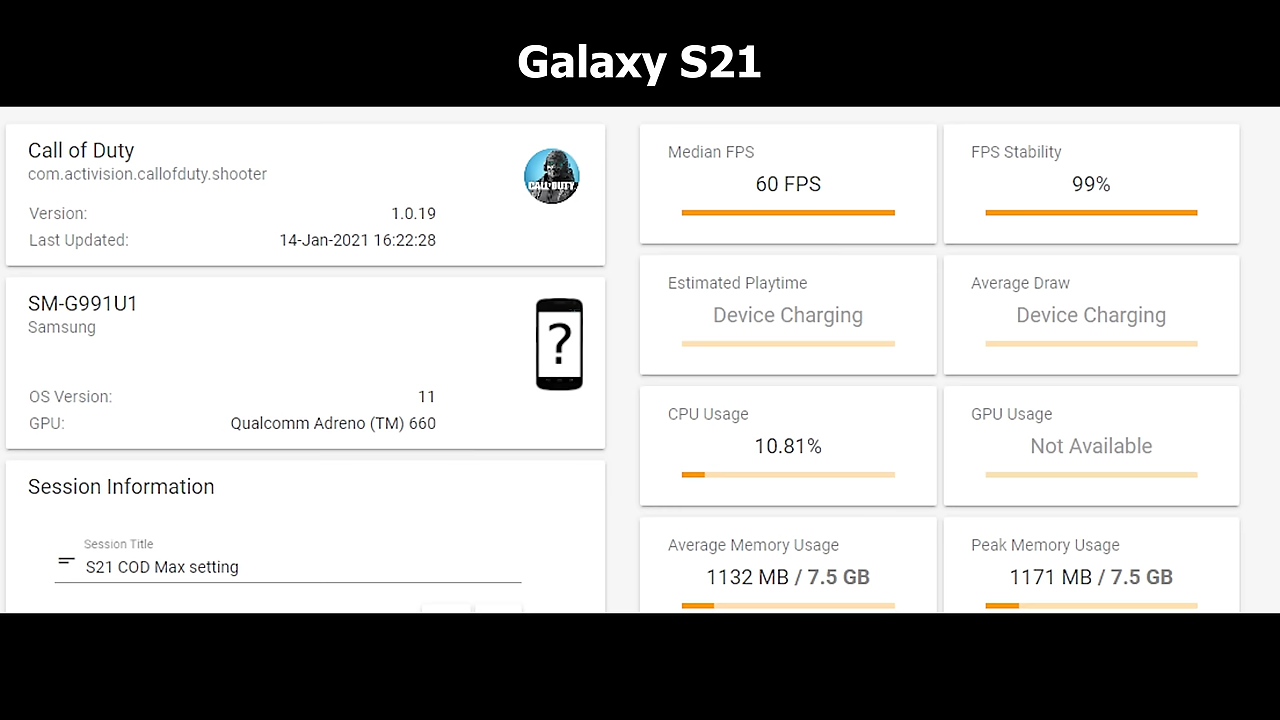 Galaxy S21
Call of Duty
com.activision.callofduty.shooter
CALL OF DUTY
Version: 1.0.19
Last Updated: 14-Jan-2021 16:22:28
SM-G991U1
Samsung
?
OS Version: 11
GPU: Qualcomm Adreno (TM) 660
Session Information
Session Title
S21 COD Max setting
Median FPS
60 FPS
FPS Stability
99%
Estimated Playtime
Device Charging
Average Draw
Device Charging
CPU Usage
10.81%
GPU Usage
Not Available
Average Memory Usage
1132 MB / 7.5 GB
Peak Memory Usage
1171 MB / 7.5 GB